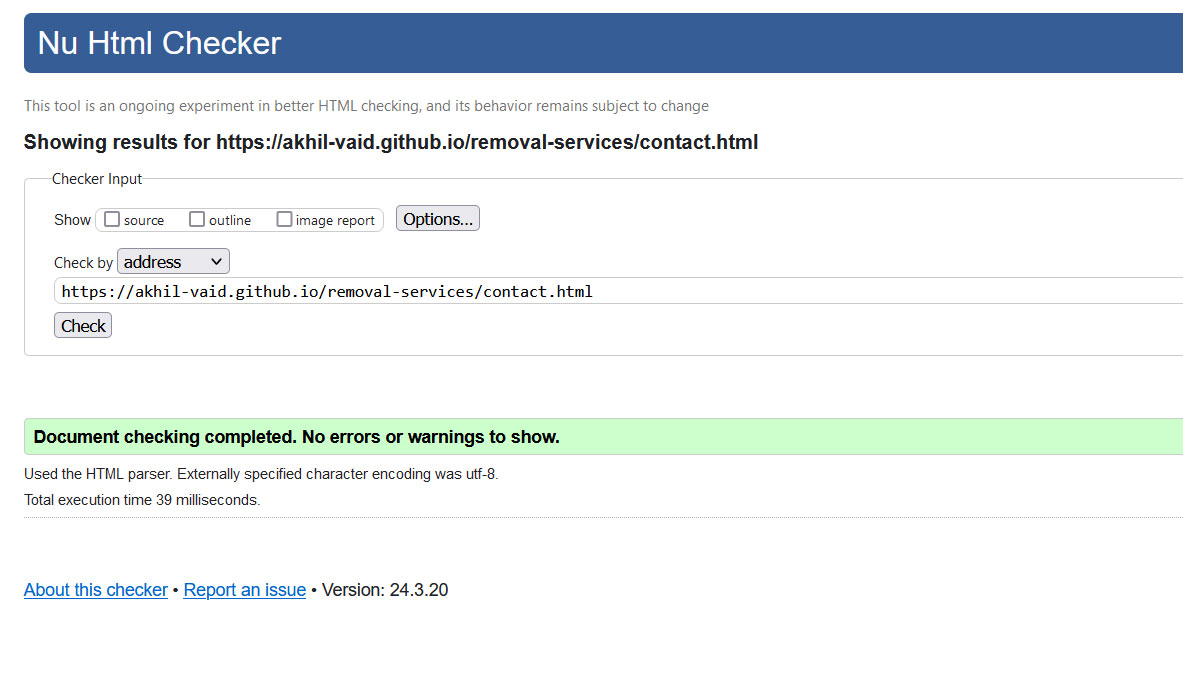 Nu Html Checker
This tool is an ongoing experiment in better HTML checking, and its behavior remains subject to change
Showing results for https://akhil-vaid.github.io/removal-services/contact.html
Checker Input
Show source outline image report Options...
Check by address
https://akhil-vaid.github.io/removal-services/contact.html
Check
Document checking completed. No errors or warnings to show.
Used the HTML parser. Externally specified character encoding was utf-8.
Total execution time 39 milliseconds.
About this checker • Report an issue • Version: 24.3.20